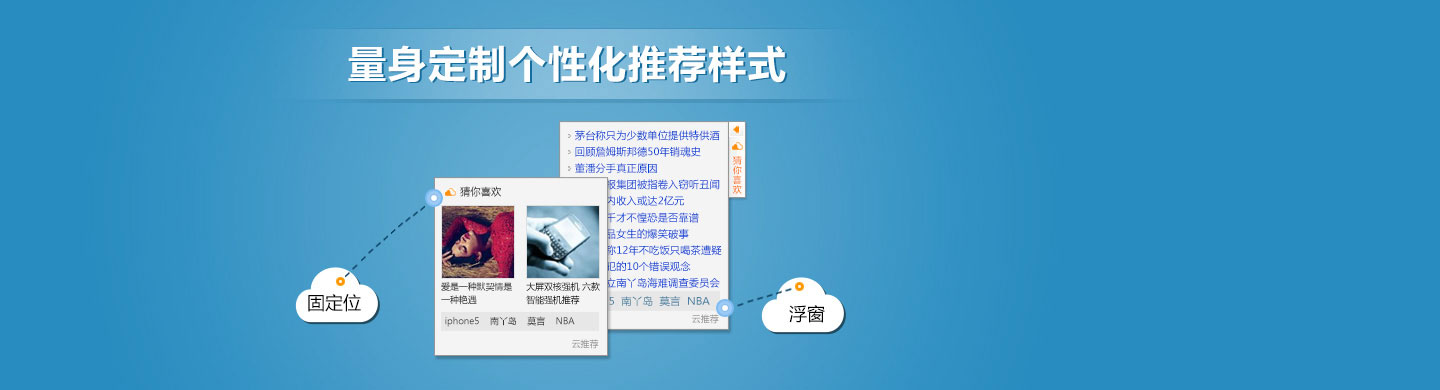 量身定制个性化推荐样式
茅台称只为少数单位提供特供酒
回顾詹姆斯邦德50年销魂史
董潘分手真正原因
报集团被指卷入窃听丑闻
内收入或达2亿元
千才不惶恐是否靠谱
品女生的爆笑破事
称12年不吃饭只喝茶遭疑
犯的10个错误观念
立南丫岛海难调查委员会
5 南丫岛 莫言 NBA
云推荐
猜你喜欢
猜你喜欢
爱是一种默契情是
一种艳遇
大屏双核强机 六款
智能强机推荐
iphone5 南丫岛 莫言 NBA
云推荐
固定位
浮窗